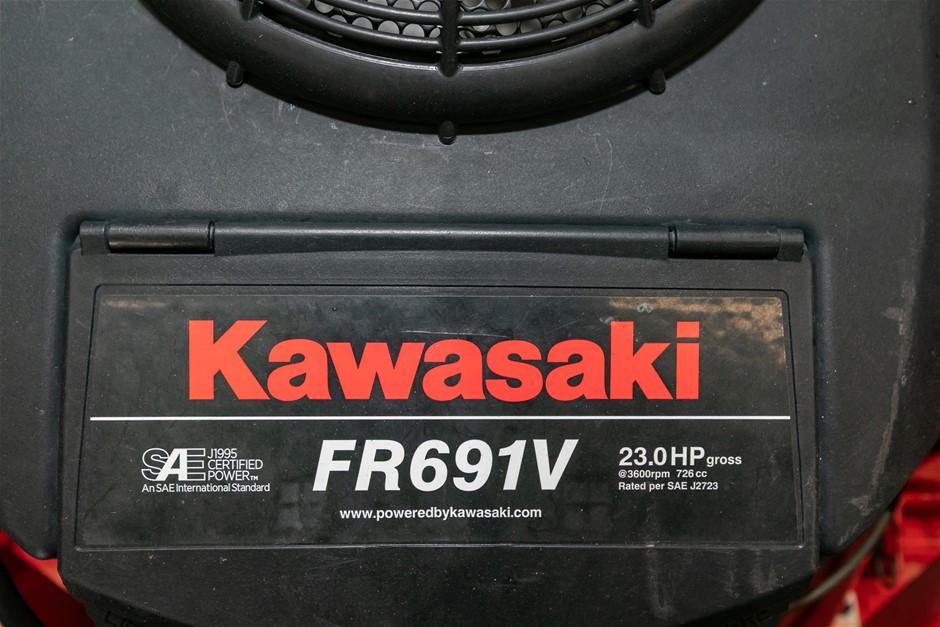 Kawasaki
SAE J1995
CERTIFIED
POWER™
An SAE International Standard
FR691V
www.poweredbykawasaki.com
23.0 HP gross
@3600rpm 726 cc
Rated per SAE J2723